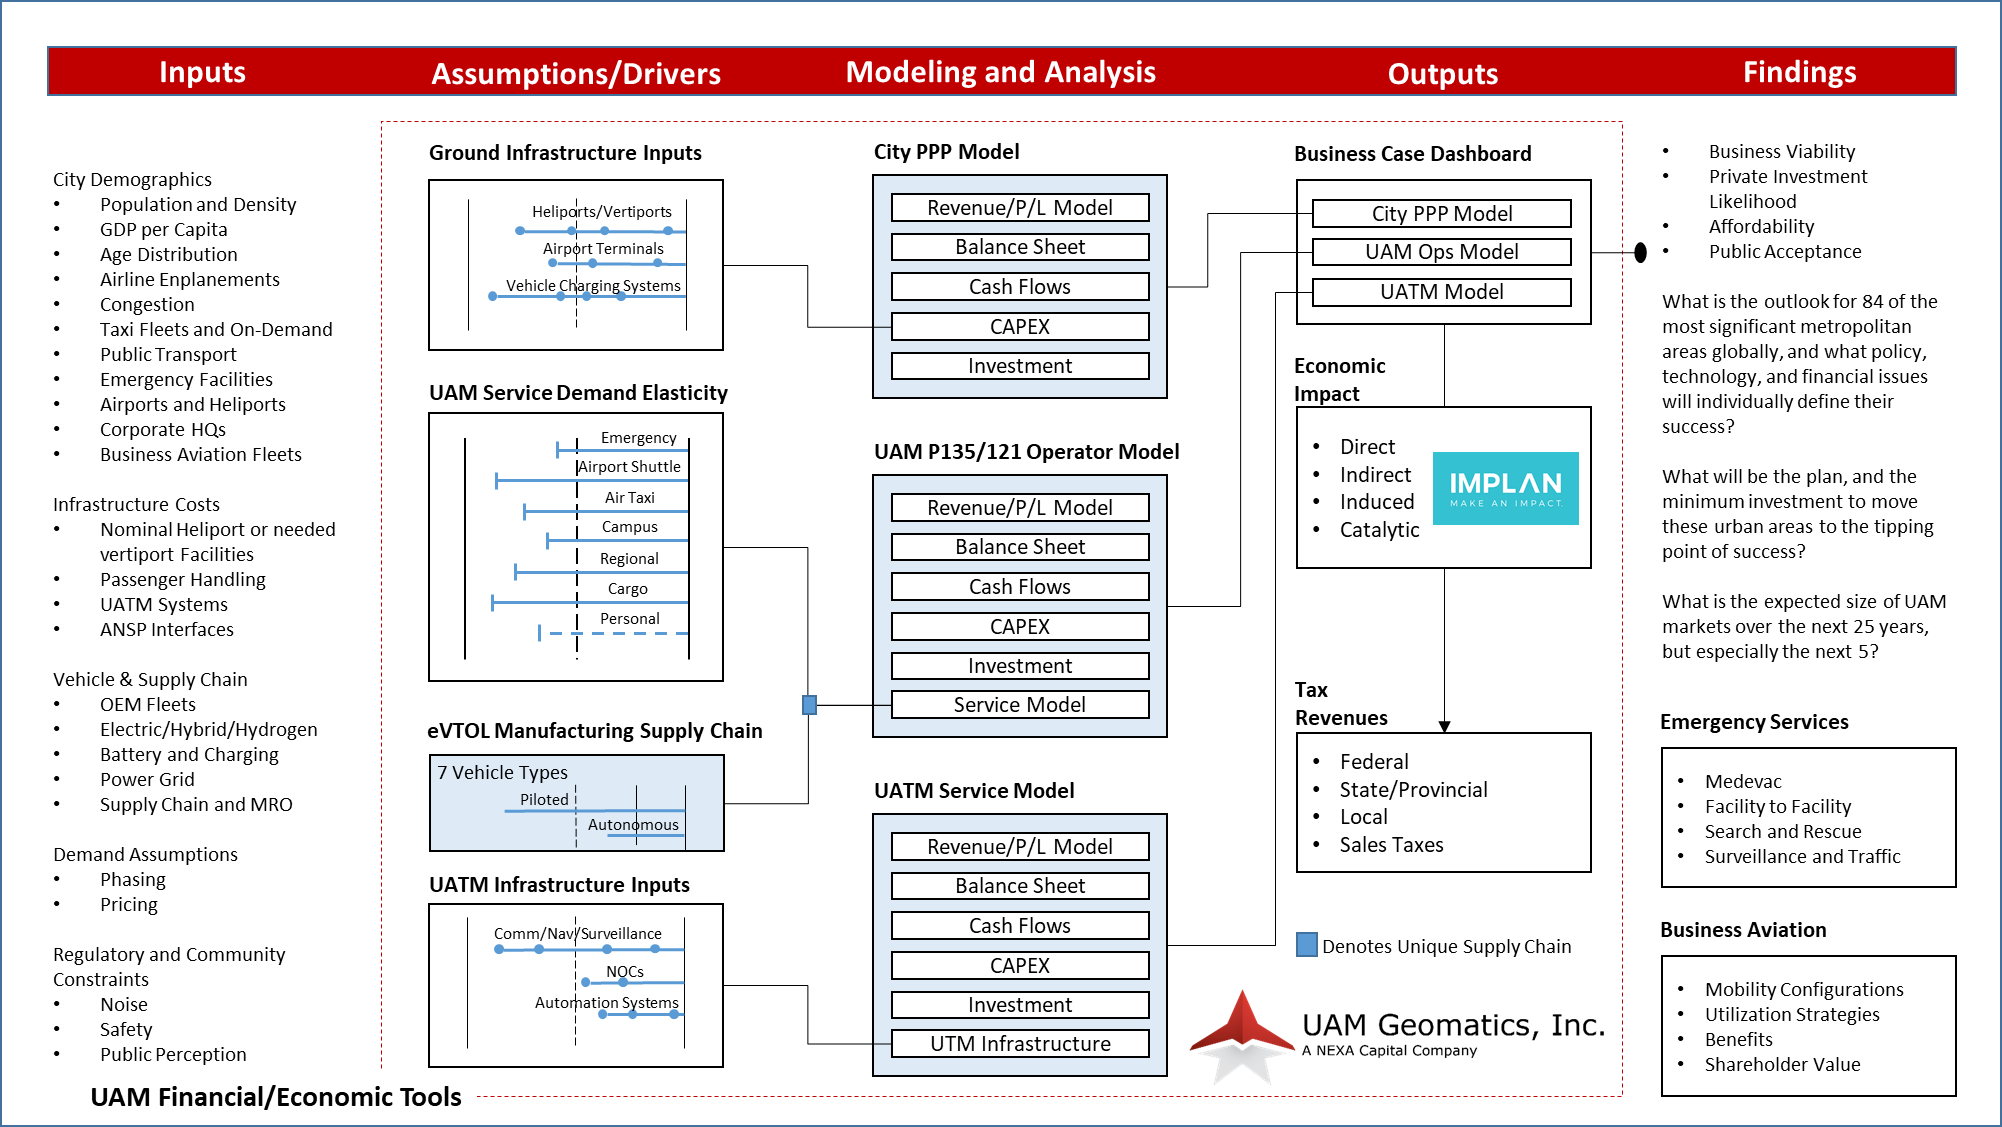 Inputs
Assumptions/Drivers
Modeling and Analysis
Outputs
Findings
City Demographics
• Population and Density
• GDP per Capita
• Age Distribution
• Airline Enplanements
• Congestion
• Taxi Fleets and On-Demand
• Public Transport
• Emergency Facilities
• Airports and Heliports
• Corporate HQs
• Business Aviation Fleets
Infrastructure Costs
• Nominal Heliport or needed
vertiport Facilities
• Passenger Handling
• UATM Systems
• ANSP Interfaces
Vehicle & Supply Chain
• OEM Fleets
• Electric/Hybrid/Hydrogen
• Battery and Charging
• Power Grid
• Supply Chain and MRO
Demand Assumptions
• Phasing
• Pricing
Regulatory and Community
Constraints
• Noise
• Safety
• Public Perception
UAM Financial/Economic Tools
Ground Infrastructure Inputs
Heliports/Vertiports
Airport Terminals
Vehicle Charging Systems
UAM Service Demand Elasticity
Emergency
Airport Shuttle
Air Taxi
Campus
Regional
Cargo
Personal
eVTOL Manufacturing Supply Chain
7 Vehicle Types
Piloted
Autonomous
UATM Infrastructure Inputs
Comm/Nav/Surveillance
NOCs
Automation Systems
City PPP Model
Revenue/P/L Model
Balance Sheet
Cash Flows
CAPEX
Investment
UAM P135/121 Operator Model
Revenue/P/L Model
Balance Sheet
Cash Flows
CAPEX
Investment
Service Model
UATM Service Model
Revenue/P/L Model
Balance Sheet
Cash Flows
CAPEX
Investment
UTM Infrastructure
Business Case Dashboard
City PPP Model
UAM Ops Model
UATM Model
Economic
Impact
• Direct
• Indirect
• Induced
• Catalytic
IMPLAN
MAKE AN IMPACT.
Tax
Revenues
• Federal
• State/Provincial
• Local
• Sales Taxes
Denotes Unique Supply Chain
UAM Geomatics, Inc.
A NEXA Capital Company
• Business Viability
• Private Investment
Likelihood
• Affordability
• Public Acceptance
What is the outlook for 84 of the
most significant metropolitan
areas globally, and what policy,
technology, and financial issues
will individually define their
success?
What will be the plan, and the
minimum investment to move
these urban areas to the tipping
point of success?
What is the expected size of UAM
markets over the next 25 years,
but especially the next 5?
Emergency Services
• Medevac
• Facility to Facility
• Search and Rescue
• Surveillance and Traffic
Business Aviation
• Mobility Configurations
• Utilization Strategies
• Benefits
• Shareholder Value